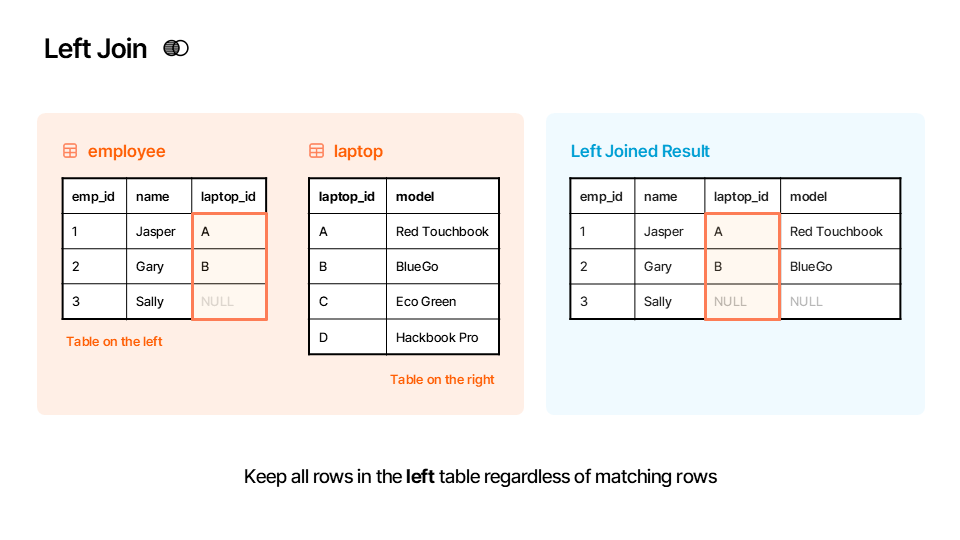 Left Join
employee
emp_id name laptop_id
1 Jasper A
2 Gary B
3 Sally NULL
Table on the left
laptop
laptop_id model
A Red Touchbook
B BlueGo
C Eco Green
D Hackbook Pro
Table on the right
Left Joined Result
emp_id name laptop_id model
1 Jasper A Red Touchbook
2 Gary B BlueGo
3 Sally NULL NULL
Keep all rows in the left table regardless of matching rows